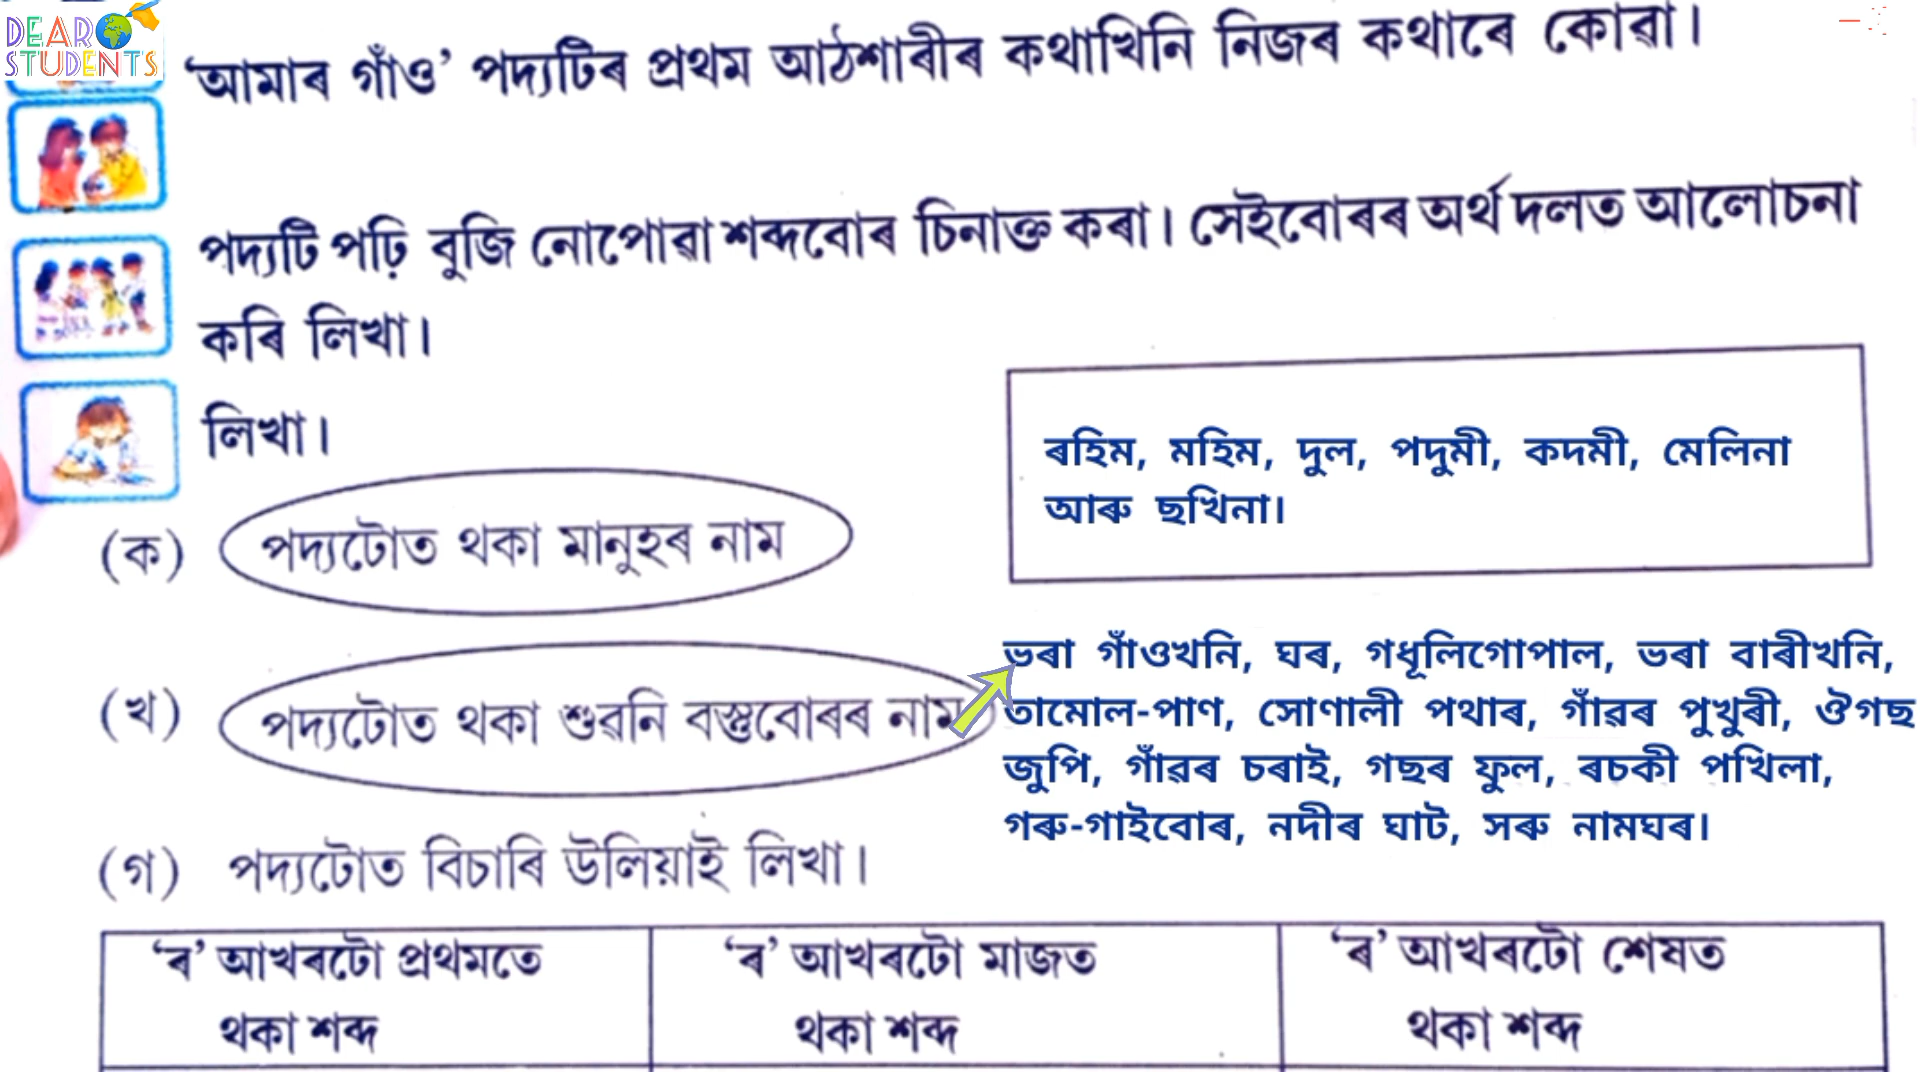 DEAR
STUDENTS
‘আমাৰ গাঁও’ পদ্যটিৰ প্ৰথম আঠশাৰীৰ কথাখিনি নিজৰ কথাৰে কোৱা।
পদ্যটি পঢ়ি বুজি নোপোৱা শব্দবোৰ চিনাক্ত কৰা। সেইবোৰৰ অৰ্থ দলত আলোচনা
কৰি লিখা।
লিখা।
ৰহিম, মহিম, দুল, পদুমী, কদমী, মেলিনা
আৰু ছখিনা।
(ক) পদ্যটোত থকা মানুহৰ নাম
(খ) পদ্যটোত থকা শুৱনি বস্তুবোৰৰ নাম
ভৰা গাঁওখনি, ঘৰ, গধূলিগোপাল, ভৰা বাৰীখনি,
তামোল-পাণ, সোণালী পথাৰ, গাঁৱৰ পুখুৰী, ঔগছ
জুপি, গাঁৱৰ চৰাই, গছৰ ফুল, ৰচকী পখিলা,
গৰু-গাইবোৰ, নদীৰ ঘাট, সৰু নামঘৰ।
(গ) পদ্যটোত বিচাৰি উলিয়াই লিখা।
‘ৰ’ আখৰটো প্ৰথমতে
থকা শব্দ
‘ৰ’ আখৰটো মাজত
থকা শব্দ
‘ৰ’ আখৰটো শেষত
থকা শব্দ